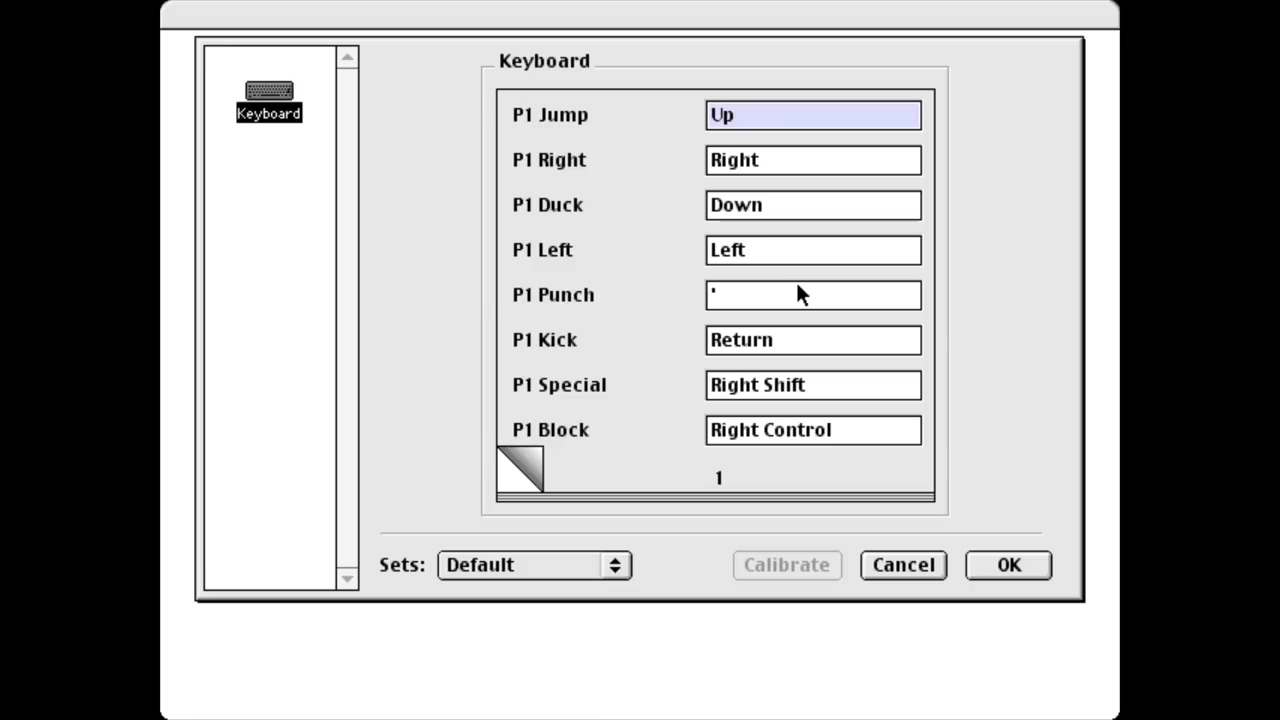 Keyboard
Keyboard
P1 Jump Up
P1 Right Right
P1 Duck Down
P1 Left Left
P1 Punch '
P1 Kick Return
P1 Special Right Shift
P1 Block Right Control
1
Sets: Default Calibrate Cancel OK